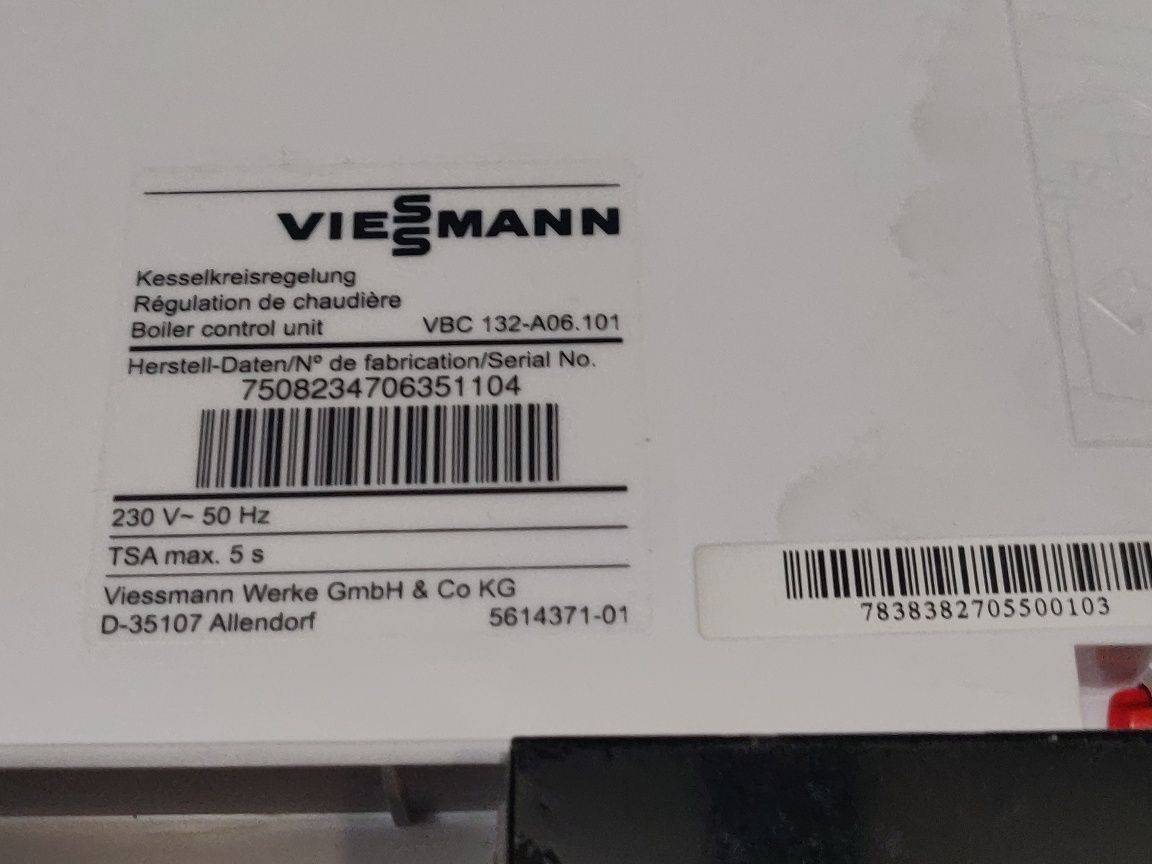 VIESSMANN
Kesselkreisregelung
Régulation de chaudière
Boiler control unit VBC 132-A06.101
Herstell-Daten/Nº de fabrication/Serial No.
7508234706351104
230 V~ 50 Hz
TSA max. 5 s
Viessmann Werke GmbH & Co KG
D-35107 Allendorf 5614371-01
7838382705500103